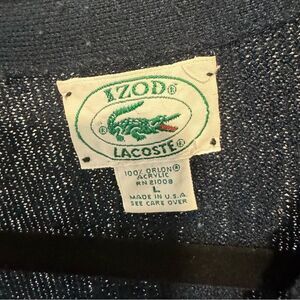 IZOD®
®
LACOSTE®
100% ORLON®
ACRYLIC
RN 21008
L
MADE IN U.S.A.
SEE CARE OVER